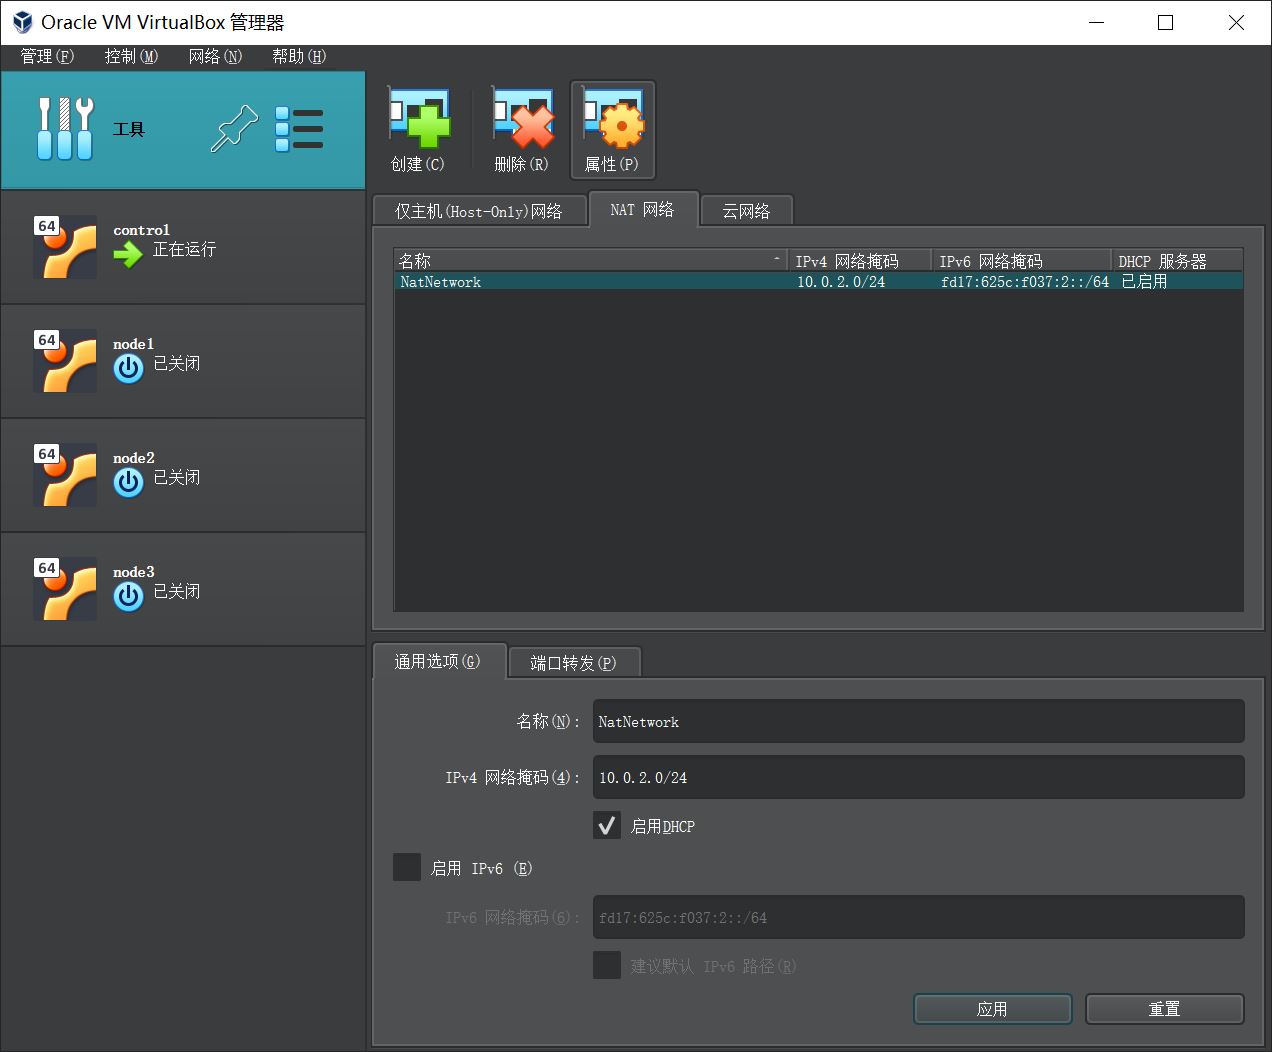 Oracle VM VirtualBox 管理器
管理(F) 控制(M) 网络(N) 帮助(H)
工具
创建(C) 删除(R) 属性(P)
64 control
正在运行
64 node1
已关闭
64 node2
已关闭
64 node3
已关闭
仅主机(Host-Only)网络 NAT 网络 云网络
名称 IPv4 网络掩码 IPv6 网络掩码 DHCP 服务器
NatNetwork 10.0.2.0/24 fd17:625c:f037:2::/64 已启用
通用选项(G) 端口转发(P)
名称(N): NatNetwork
IPv4 网络掩码(4): 10.0.2.0/24
启用DHCP
启用 IPv6 (E)
IPv6 网络掩码(6): fd17:625c:f037:2::/64
建议默认 IPv6 路径(R)
应用 重置